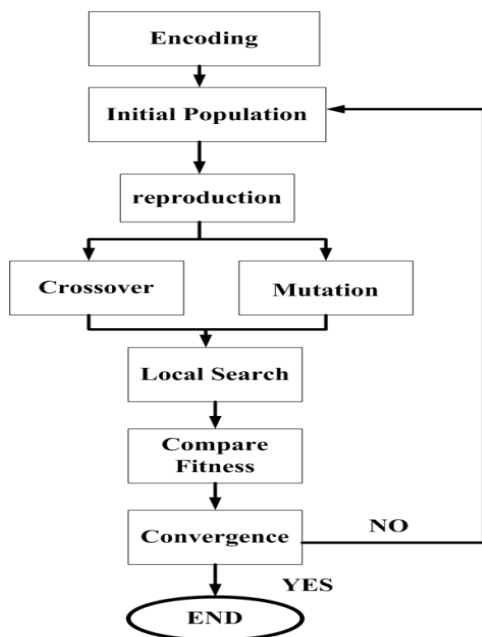 Encoding
Initial Population
reproduction
Crossover
Mutation
Local Search
Compare
Fitness
Convergence
NO
YES
END